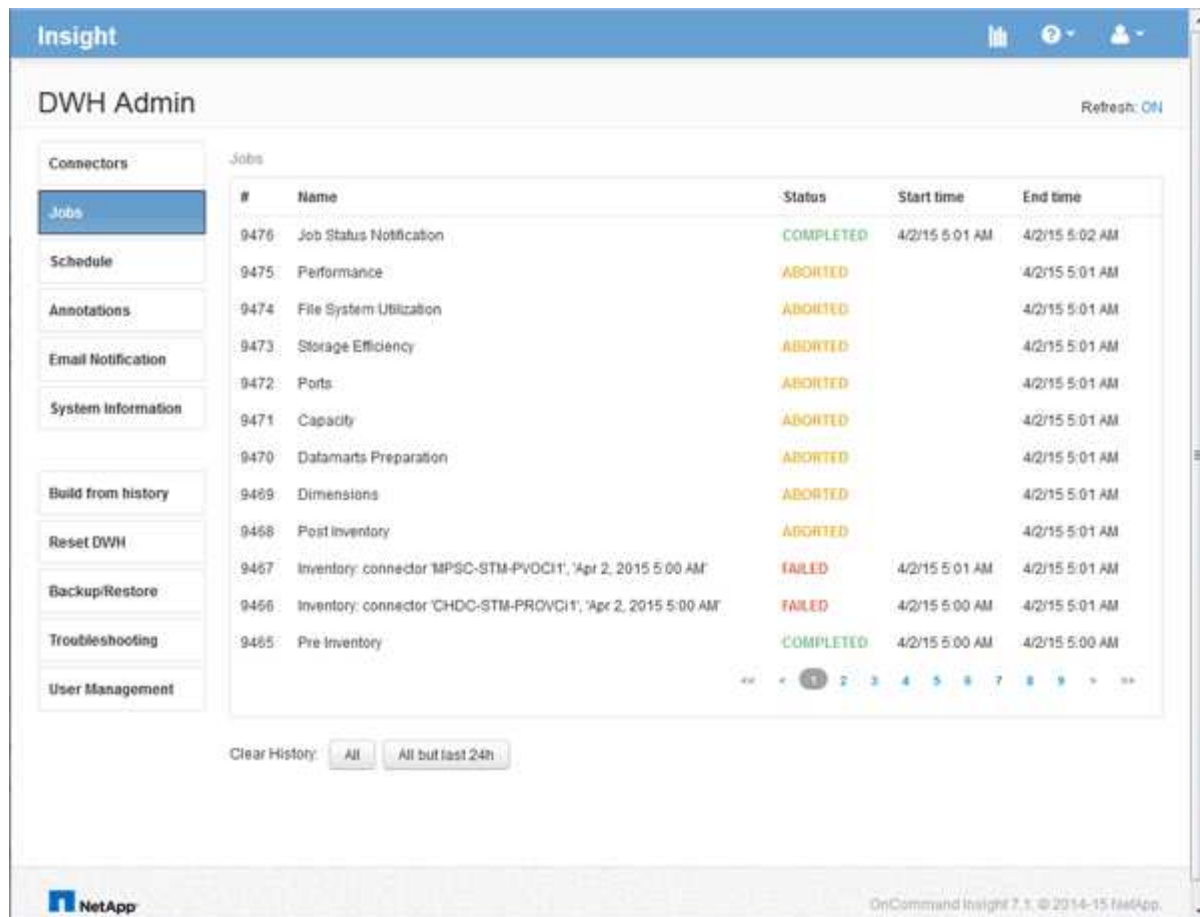 Insight
DWH Admin
Refresh: ON
Connectors
Jobs
Schedule
Annotations
Email Notification
System Information
Build from history
Reset DWH
Backup/Restore
Troubleshooting
User Management
Jobs
# Name Status Start time End time
9476 Job Status Notification COMPLETED 4/2/15 5:01 AM 4/2/15 5:02 AM
9475 Performance ABORTED 4/2/15 5:01 AM
9474 File System Utilization ABORTED 4/2/15 5:01 AM
9473 Storage Efficiency ABORTED 4/2/15 5:01 AM
9472 Ports ABORTED 4/2/15 5:01 AM
9471 Capacity ABORTED 4/2/15 5:01 AM
9470 Datamarts Preparation ABORTED 4/2/15 5:01 AM
9469 Dimensions ABORTED 4/2/15 5:01 AM
9468 Post Inventory ABORTED 4/2/15 5:01 AM
9467 Inventory: connector 'MPSC-STM-PVOCI1', 'Apr 2, 2015 5:00 AM' FAILED 4/2/15 5:01 AM 4/2/15 5:01 AM
9466 Inventory: connector 'CHDC-STM-PROVCI1', 'Apr 2, 2015 5:00 AM' FAILED 4/2/15 5:00 AM 4/2/15 5:01 AM
9465 Pre Inventory COMPLETED 4/2/15 5:00 AM 4/2/15 5:00 AM
<< < 1 2 3 4 5 6 7 8 9 > >>
Clear History: All All but last 24h
NetApp
OnCommand Insight 7.1, © 2014-15 NetApp.